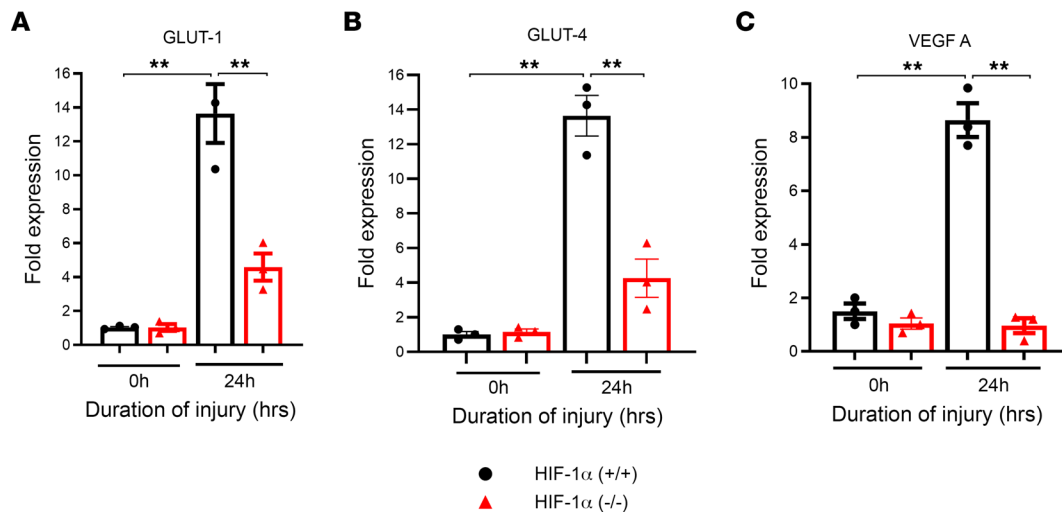 A
GLUT-1
** **
Fold expression
16
14
12
10
8
6
4
2
0
0h 24h
Duration of injury (hrs)
B
GLUT-4
** **
Fold expression
16
14
12
10
8
6
4
2
0
0h 24h
Duration of injury (hrs)
C
VEGF A
** **
Fold expression
10
8
6
4
2
0
0h 24h
Duration of injury (hrs)
HIF-1α (+/+)
HIF-1α (-/-)